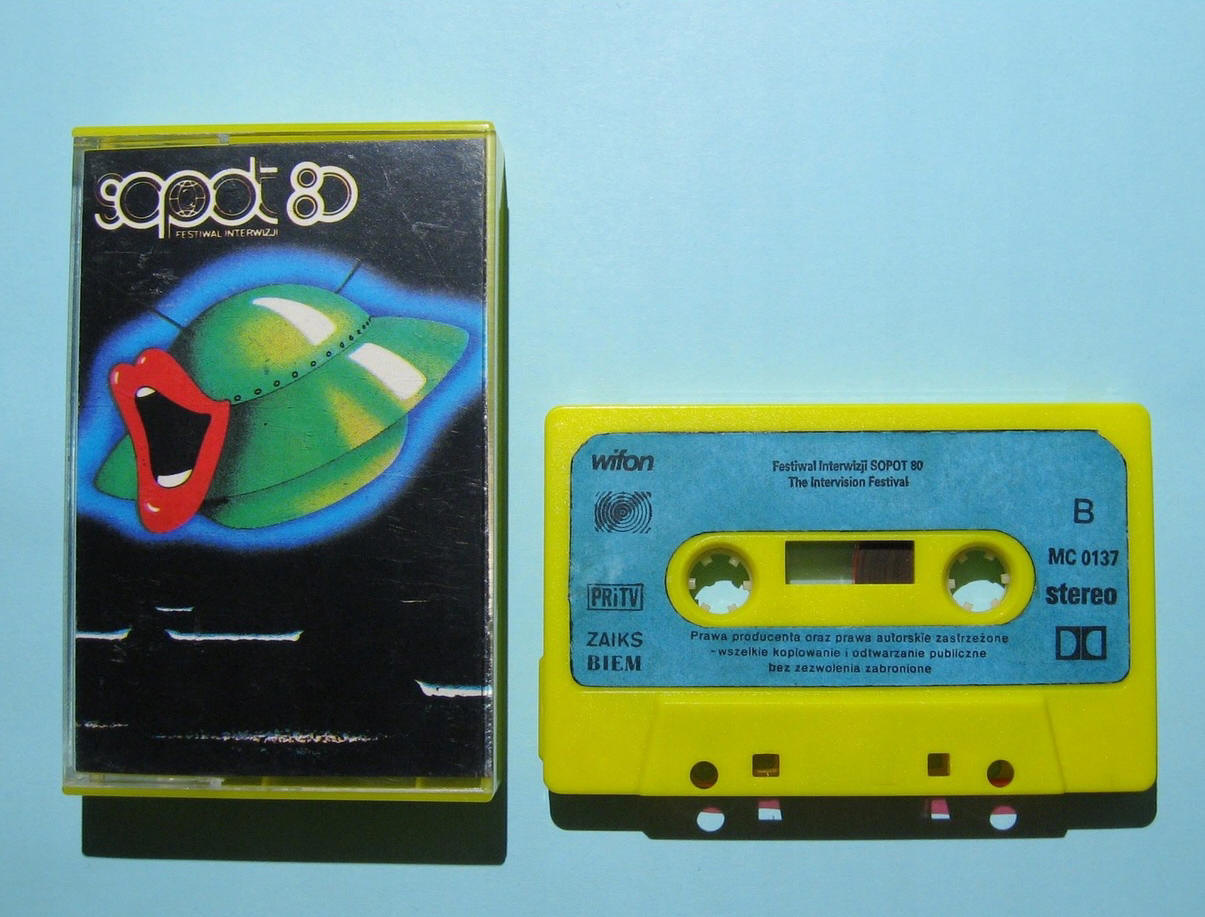 sopot 80
FESTIWAL INTERWIZJI
wifon
Festiwal Interwizji SOPOT 80
The Intervision Festival
B
MC 0137
PRiTV
stereo
ZAIKS
BIEM
Prawa producenta oraz prawa autorskie zastrzeżone
-wszelkie kopiowanie i odtwarzanie publiczne
bez zezwolenia zabronione